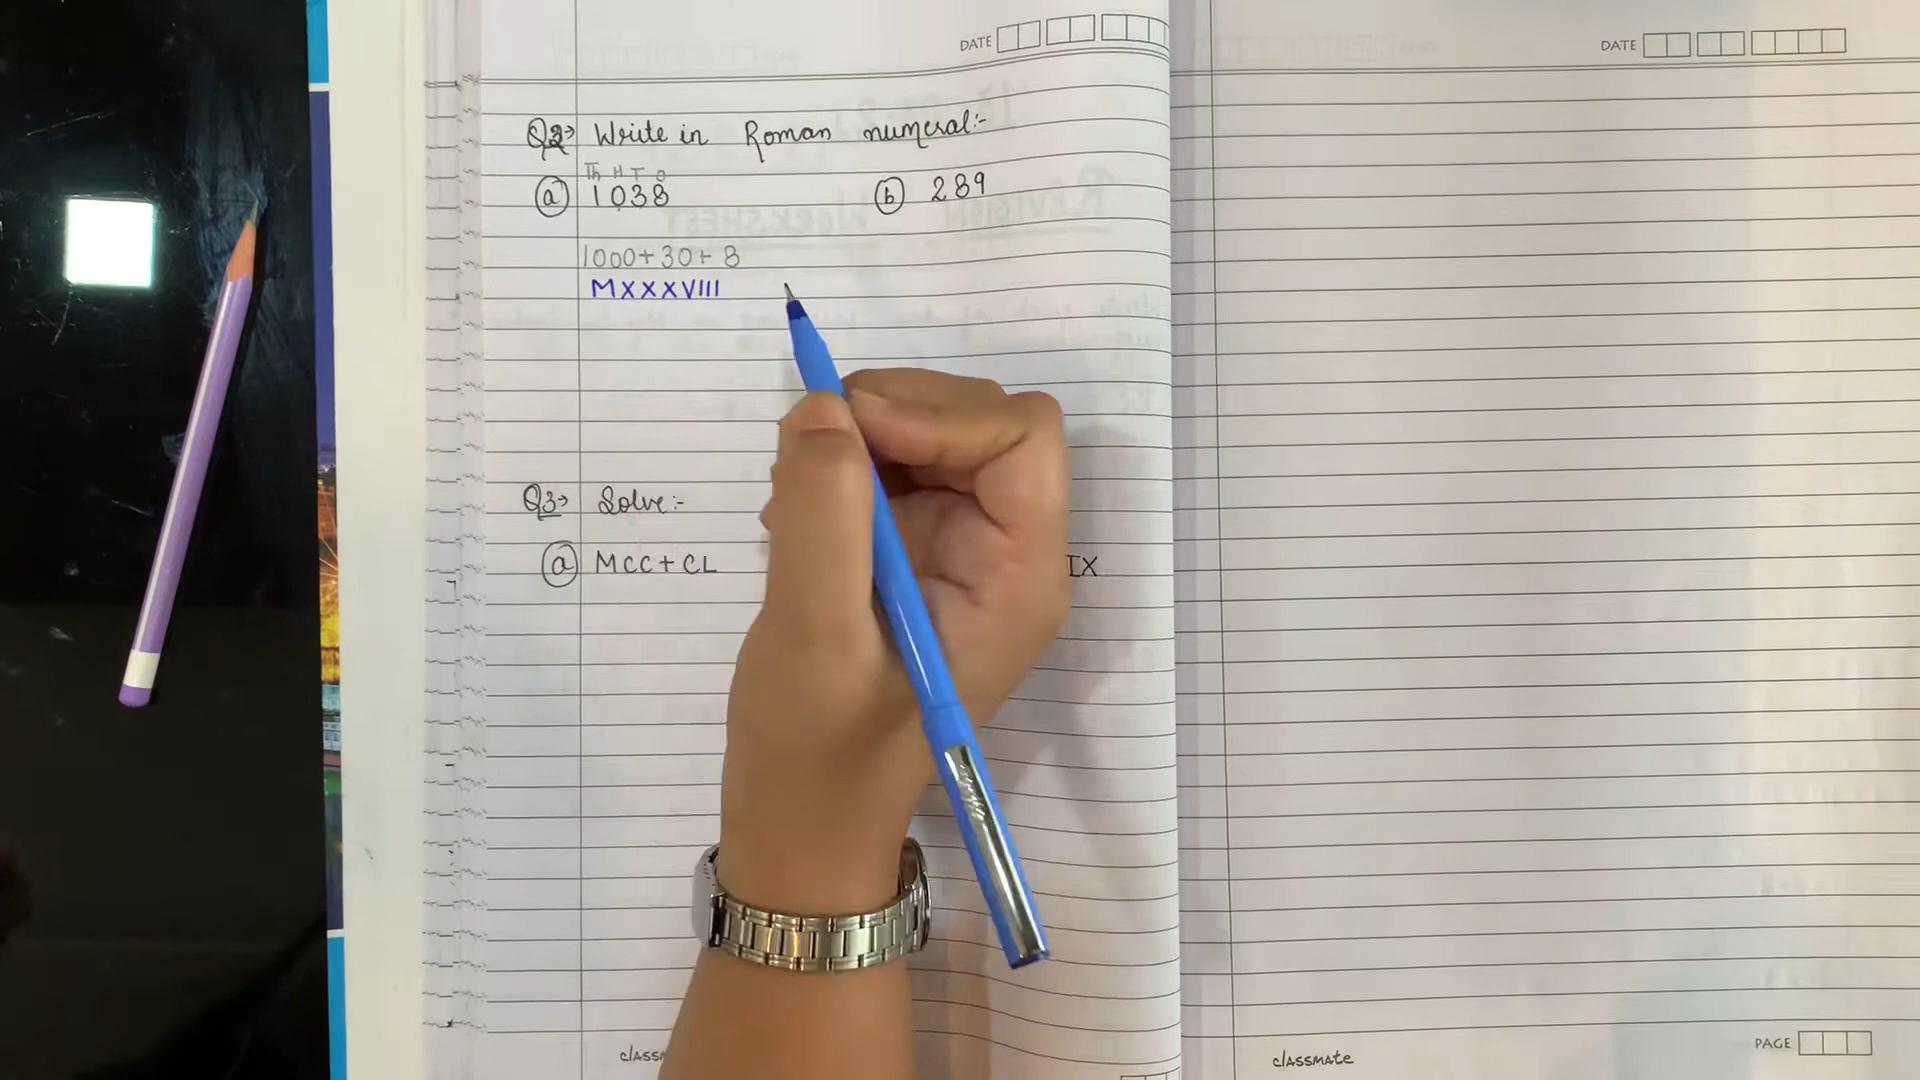 DATE
DATE
Q2→ Write in Roman numeral:-
Th H T O
(a) 1038
(b) 289
1000+30+8
MXXXVIII
Q3→ Solve:-
(a) MCC+CL
IX
PAGE
classmate